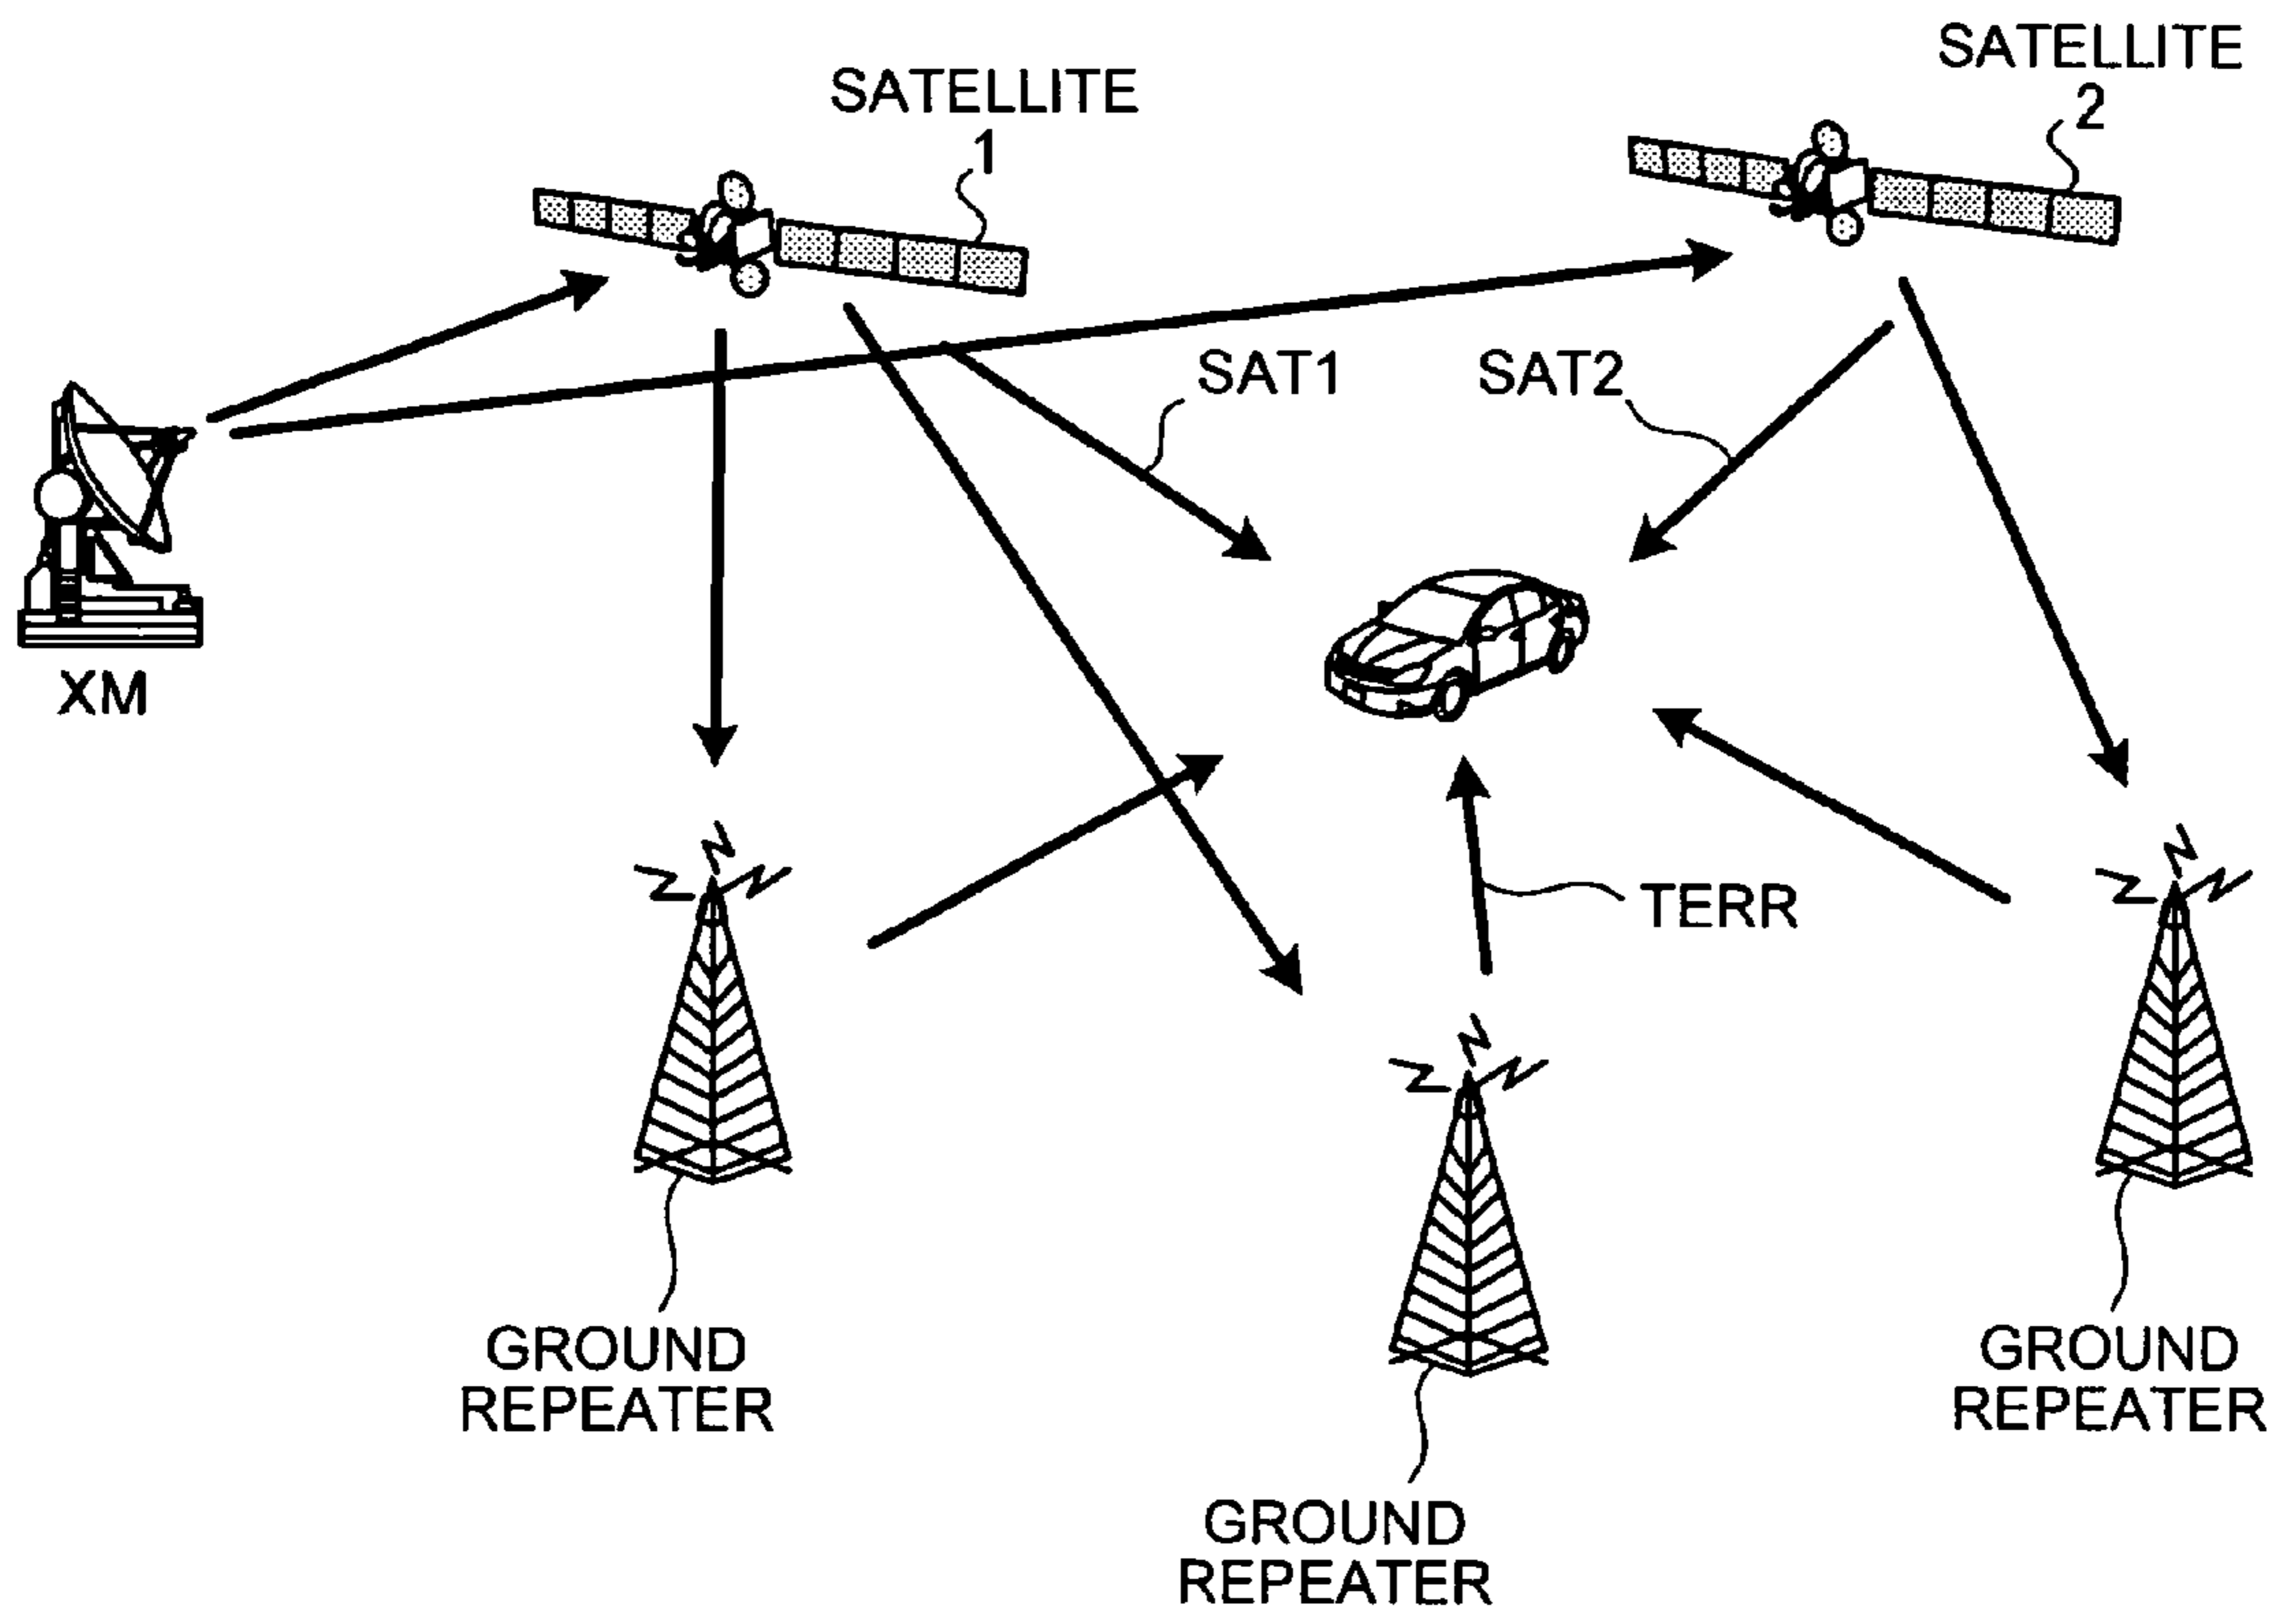 SATELLITE
1
SATELLITE
2
SAT1
SAT2
XM
TERR
GROUND
REPEATER
GROUND
REPEATER
GROUND
REPEATER